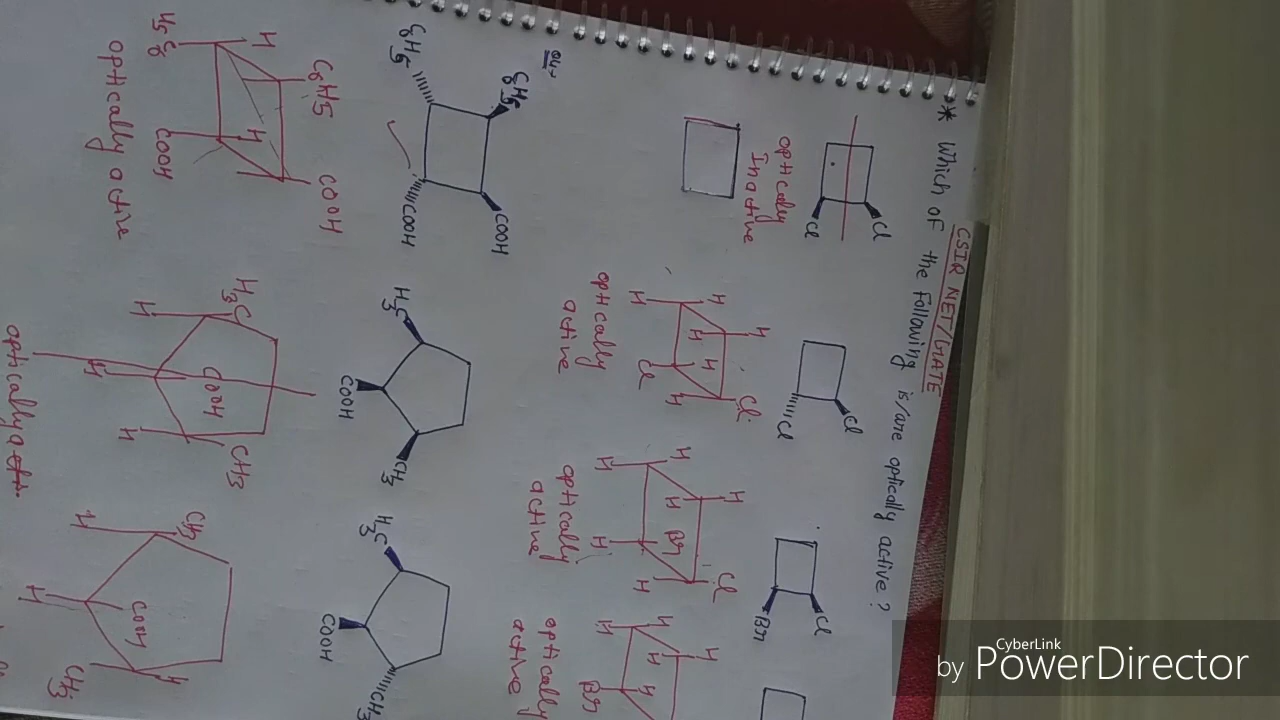 CSIR NET/GATE
** Which of the following is/are optically active?
Cl
Cl
Cl
Cl
Cl
Br
optically
Inactive
H
H
H
H
H
Cl
H
Cl
optically
active
H
H
H
H
Br
H
H
Cl
optically
active
H
H
H
H
Br
optically
active
C6H5
COOH
C6H5
COOH
H3C
COOH
CH3
H3C
COOH
CH3
H
C6H5
COOH
H5C6
H
COOH
optically active
H3C
H
H
COOH
H
CH3
CH3
H
H
COOH
H
CH3
CyberLink
by PowerDirector